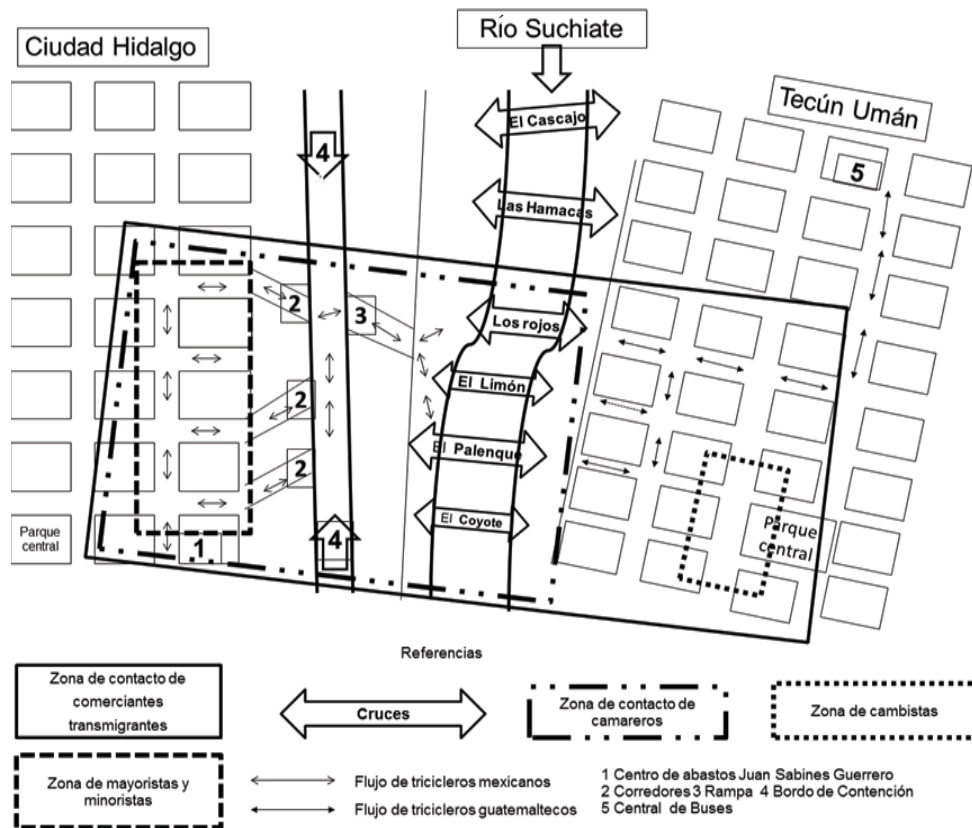 Ciudad Hidalgo
Río Suchiate
Tecún Umán
El Cascajo
4
5
Las Hamacas
2
3
Los rojos
El Limón
2
El Palenque
2
El Coyote
Parque
central
1
4
Parque
central
Referencias
Zona de contacto de
comerciantes
transmigrantes
Cruces
Zona de contacto de
camareros
Zona de cambistas
Zona de mayoristas y
minoristas
Flujo de tricicleros mexicanos
Flujo de tricicleros guatemaltecos
1 Centro de abastos Juan Sabines Guerrero
2 Corredores 3 Rampa 4 Bordo de Contención
5 Central de Buses